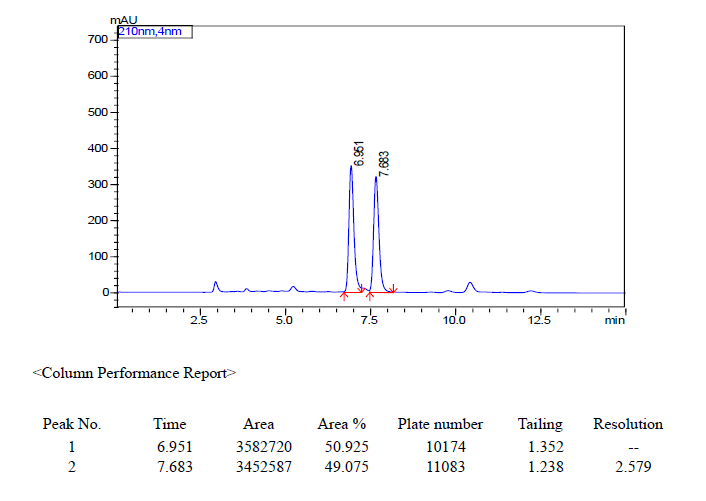 mAU
210nm,4nm
700
600
500
400
300
200
100
0
6.951
7.683
2.5 5.0 7.5 10.0 12.5 min
<Column Performance Report>
Peak No. Time Area Area % Plate number Tailing Resolution
1 6.951 3582720 50.925 10174 1.352 --
2 7.683 3452587 49.075 11083 1.238 2.579